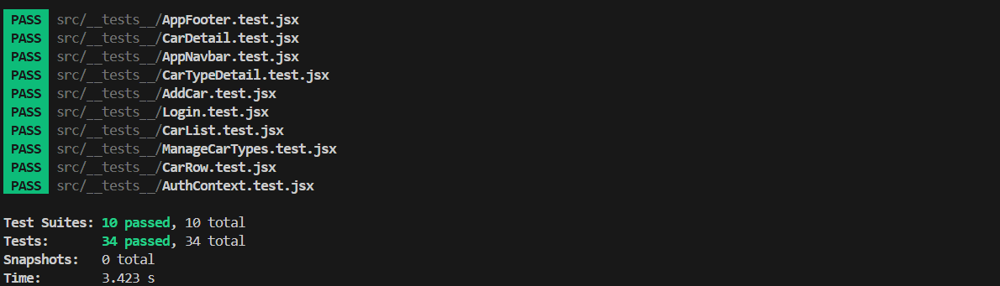 PASS src/__tests__/AppFooter.test.jsx
PASS src/__tests__/CarDetail.test.jsx
PASS src/__tests__/AppNavbar.test.jsx
PASS src/__tests__/CarTypeDetail.test.jsx
PASS src/__tests__/AddCar.test.jsx
PASS src/__tests__/Login.test.jsx
PASS src/__tests__/CarList.test.jsx
PASS src/__tests__/ManageCarTypes.test.jsx
PASS src/__tests__/CarRow.test.jsx
PASS src/__tests__/AuthContext.test.jsx
Test Suites: 10 passed, 10 total
Tests: 34 passed, 34 total
Snapshots: 0 total
Time: 3.423 s